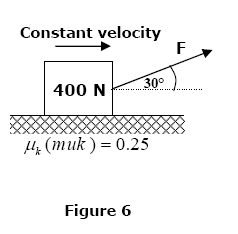 Constant velocity
F
30°
400 N
μₖ (muk) = 0.25
Figure 6